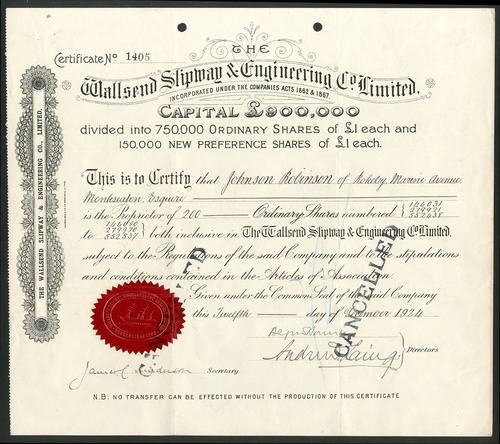 Certificate No 1405
THE
Wallsend Slipway & Engineering Co. Limited.
INCORPORATED UNDER THE COMPANIES ACTS 1862 & 1867.
CAPITAL £900,000
divided into 750,000 ORDINARY SHARES of £1 each and
150,000 NEW PREFERENCE SHARES of £1 each.
This is to Certify that Johnson Robinson of Rokeby, Marine Avenue
Monkseaton, Esquire
is the Proprietor of 200 Ordinary Shares numbered
to both inclusive in The Wallsend Slipway & Engineering Co. Limited,
subject to the Regulations of the said Company and to the stipulations
and conditions contained in the Articles of Association.
Given under the Common Seal of the said Company
this Twelfth day of 1924
CANCELLED
CANCELLED
Andrew Laing
Directors
Secretary
N.B. NO TRANSFER CAN BE EFFECTED WITHOUT THE PRODUCTION OF THIS CERTIFICATE
THE WALLSEND SLIPWAY & ENGINEERING CO., LIMITED.